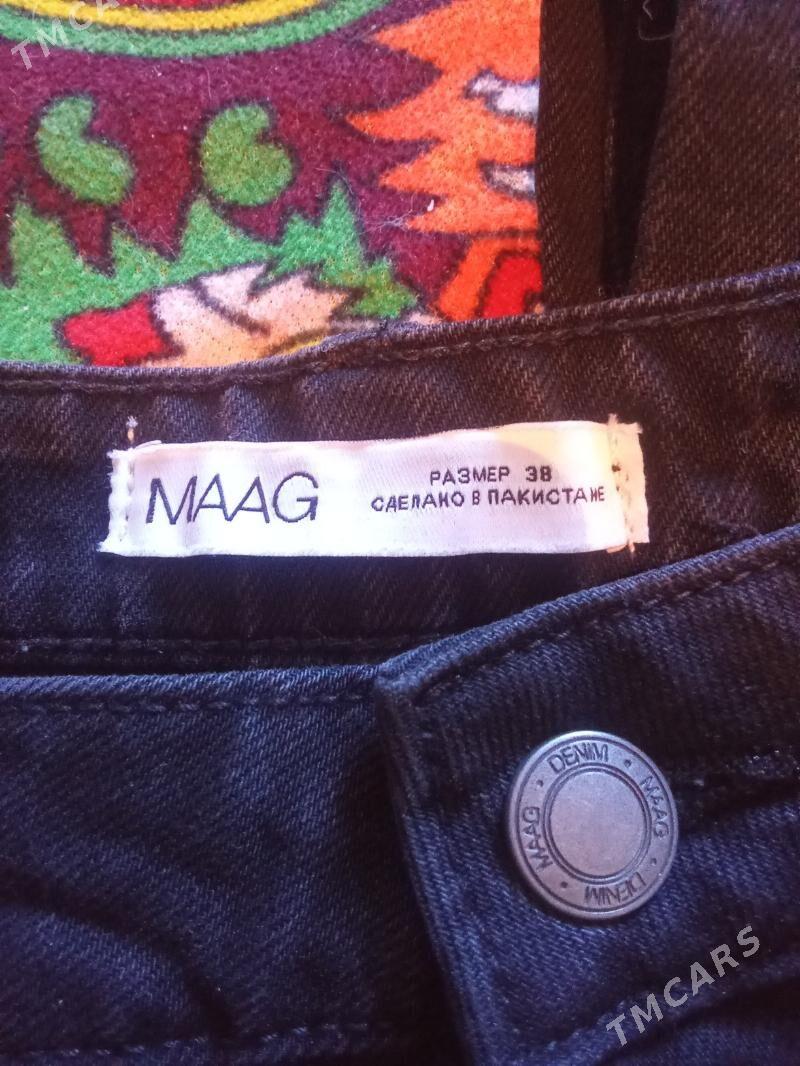 TMCARS
MAAG
РАЗМЕР 38
СДЕЛАНО В ПАКИСТАНЕ
DENIM • MAAG • DENIM • MAAG •
TMCARS